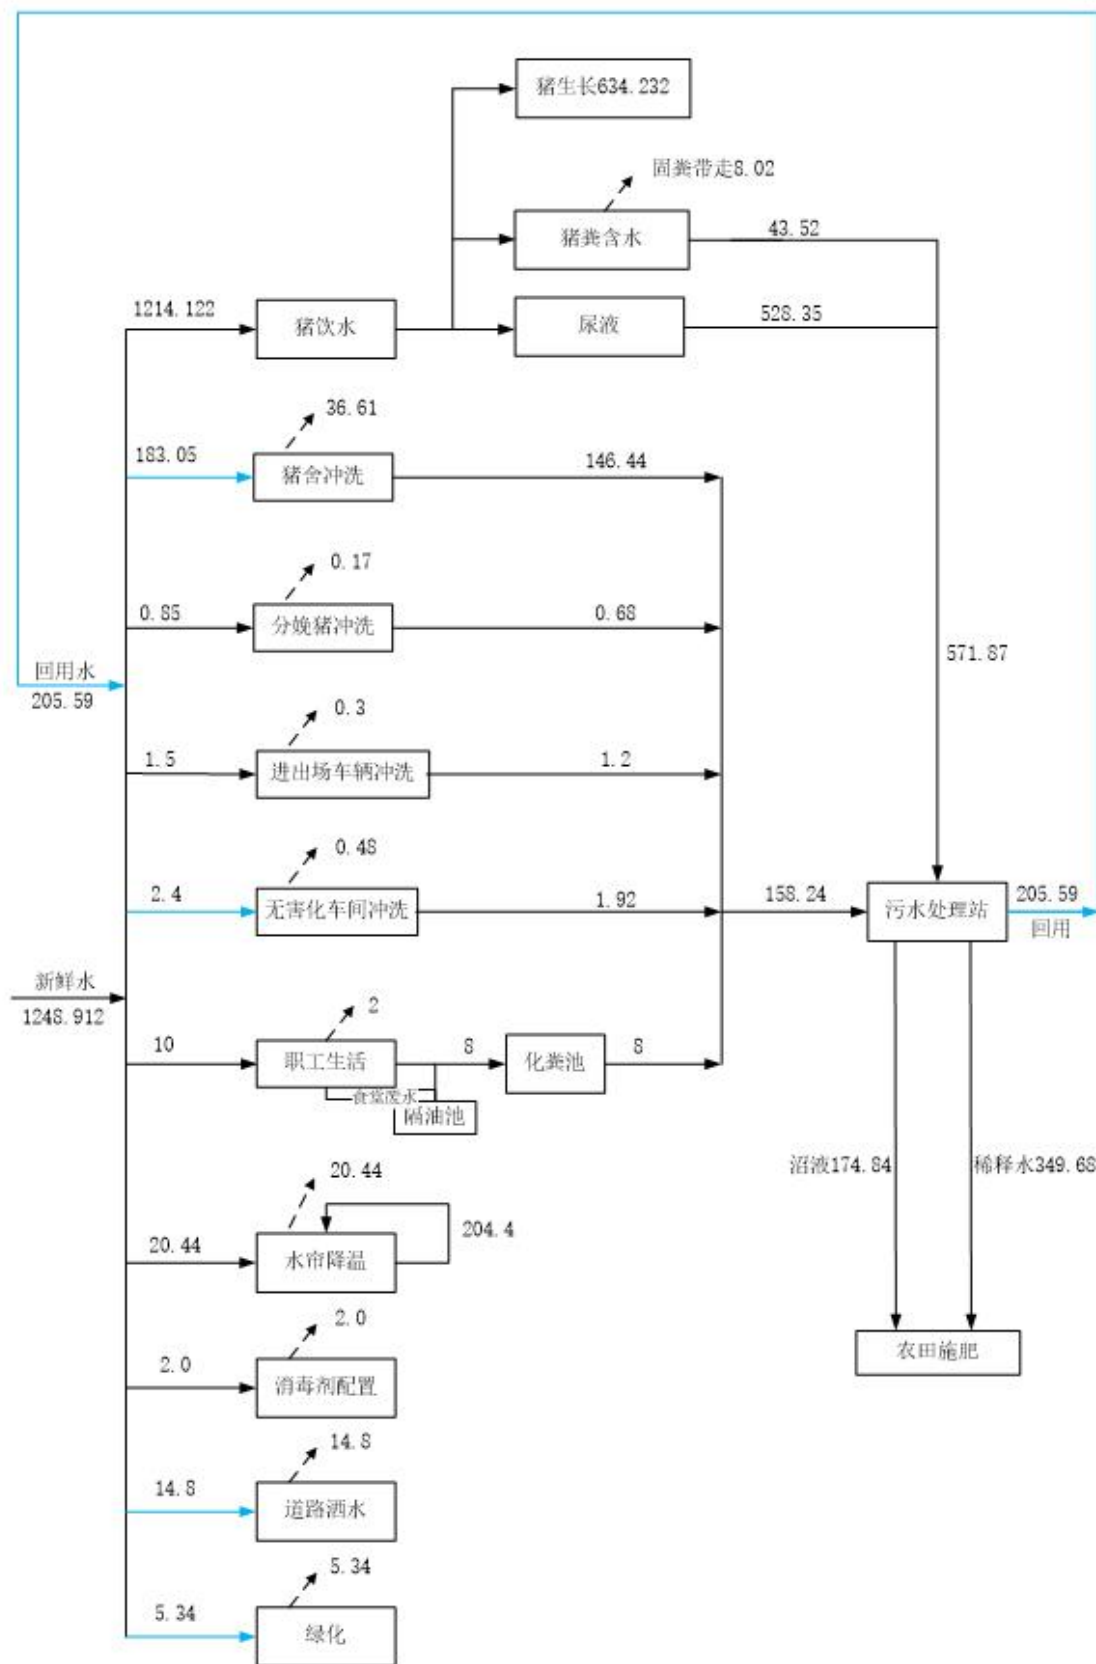 猪生长634.232
固粪带走8.02
猪粪含水
43.52
1214.122
猪饮水
尿液
528.35
36.61
183.05
猪舍冲洗
146.44
0.17
0.85
分娩猪冲洗
0.68
571.87
回用水
205.59
0.3
1.5
进出场车辆冲洗
1.2
0.48
2.4
无害化车间冲洗
1.92
158.24
污水处理站
205.59
回用
新鲜水
1248.912
2
10
职工生活
8
化粪池
8
食堂废水
隔油池
沼液174.84
稀释水349.68
20.44
20.44
水帘降温
204.4
2.0
2.0
消毒剂配置
农田施肥
14.8
14.8
道路洒水
5.34
5.34
绿化